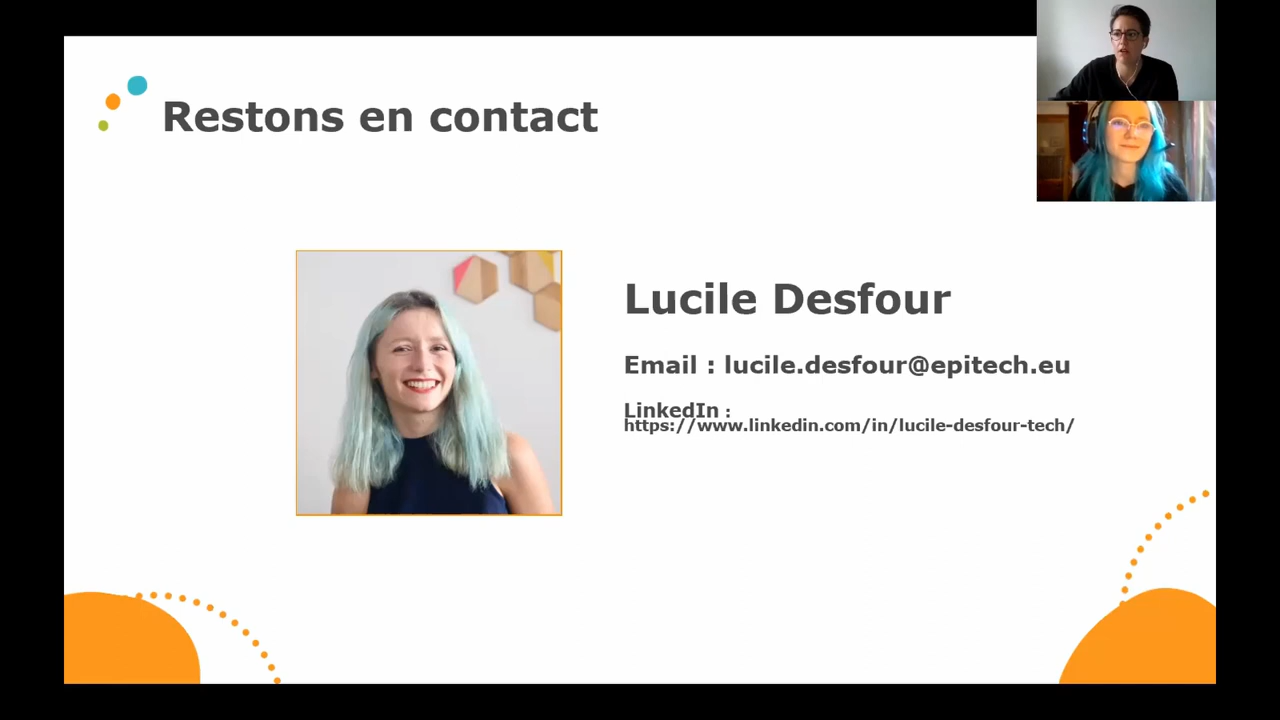 Restons en contact
Lucile Desfour
Email : lucile.desfour@epitech.eu
LinkedIn :
https://www.linkedin.com/in/lucile-desfour-tech/